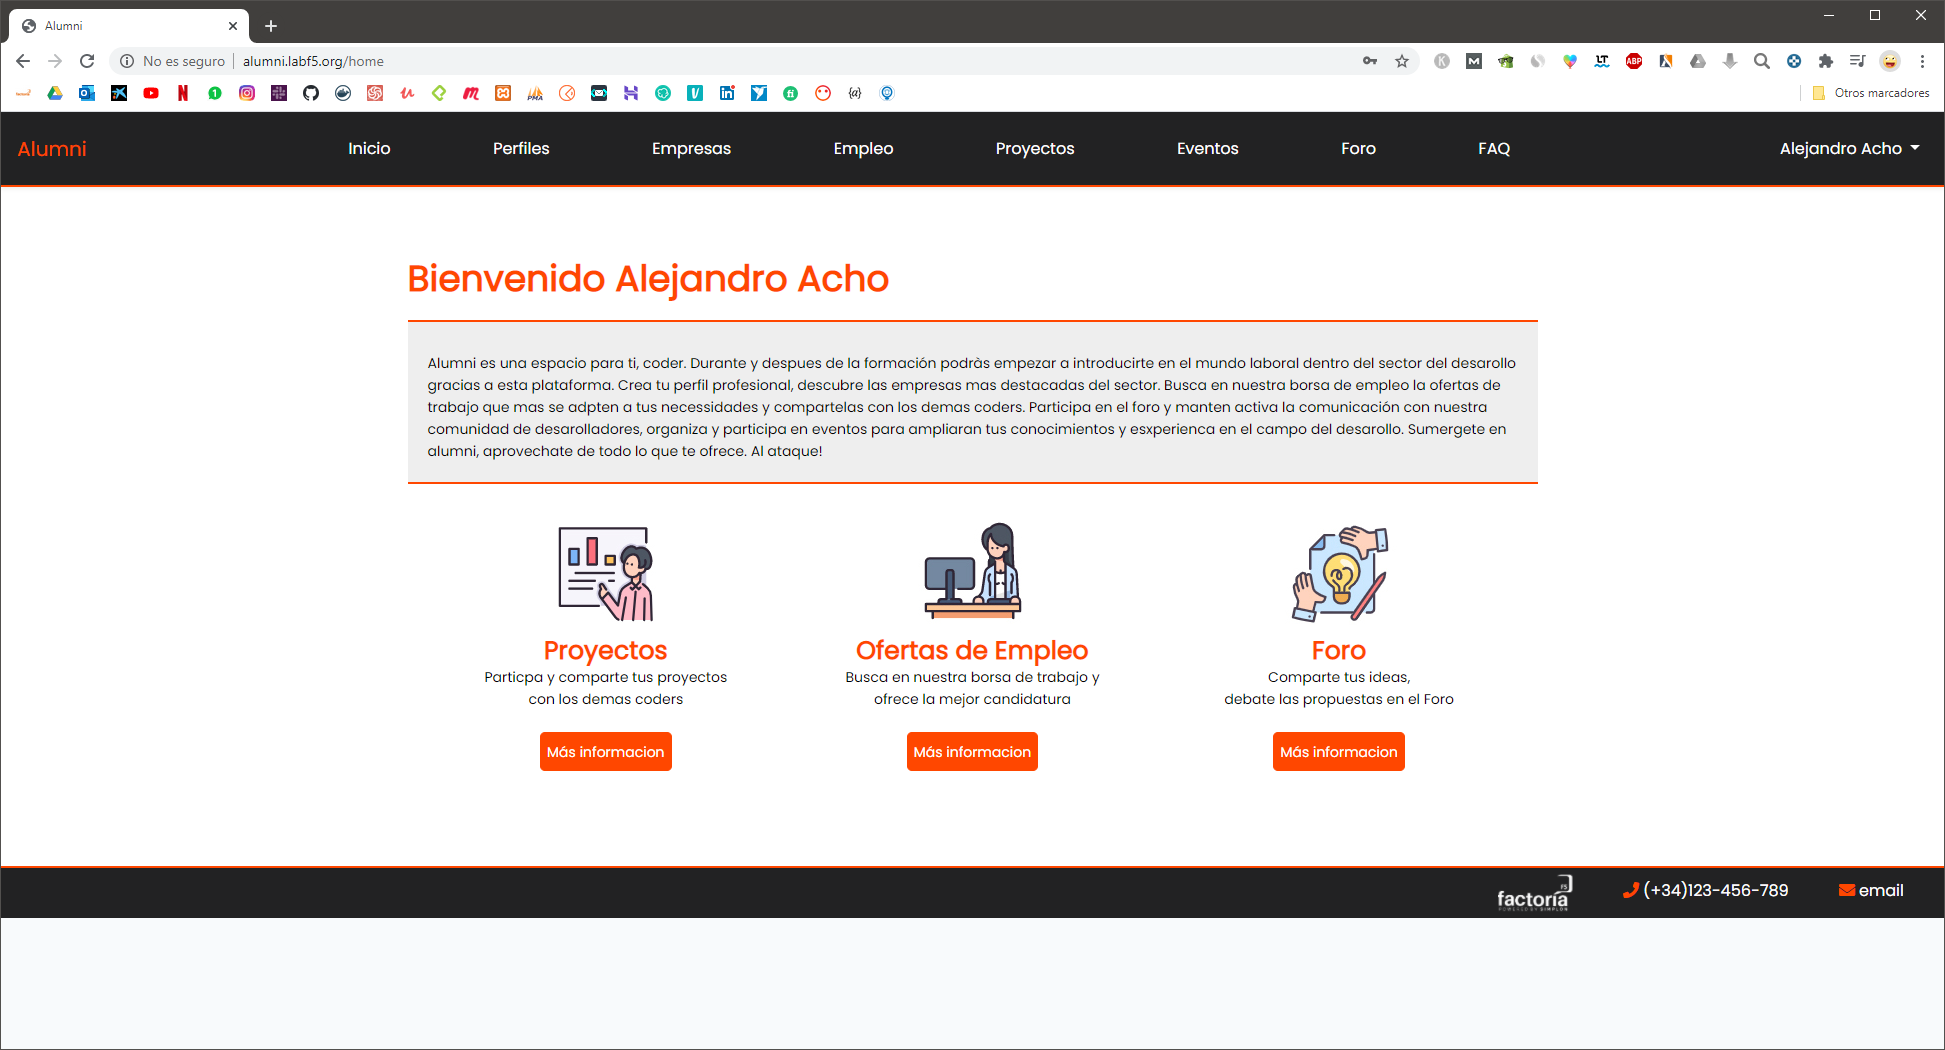 Alumni
No es seguro alumni.labf5.org/home
Otros marcadores
Alumni Inicio Perfiles Empresas Empleo Proyectos Eventos Foro FAQ Alejandro Acho
Bienvenido Alejandro Acho
Alumni es una espacio para ti, coder. Durante y despues de la formación podràs empezar a introducirte en el mundo laboral dentro del sector del desarollo
gracias a esta plataforma. Crea tu perfil profesional, descubre las empresas mas destacadas del sector. Busca en nuestra borsa de empleo la ofertas de
trabajo que mas se adpten a tus necessidades y compartelas con los demas coders. Participa en el foro y manten activa la comunicación con nuestra
comunidad de desarolladores, organiza y participa en eventos para ampliaran tus conocimientos y esxperienca en el campo del desarollo. Sumergete en
alumni, aprovechate de todo lo que te ofrece. Al ataque!
Proyectos
Particpa y comparte tus proyectos
con los demas coders
Más informacion
Ofertas de Empleo
Busca en nuestra borsa de trabajo y
ofrece la mejor candidatura
Más informacion
Foro
Comparte tus ideas,
debate las propuestas en el Foro
Más informacion
factoría F5
POWERED BY SIMPLON
(+34)123-456-789
email